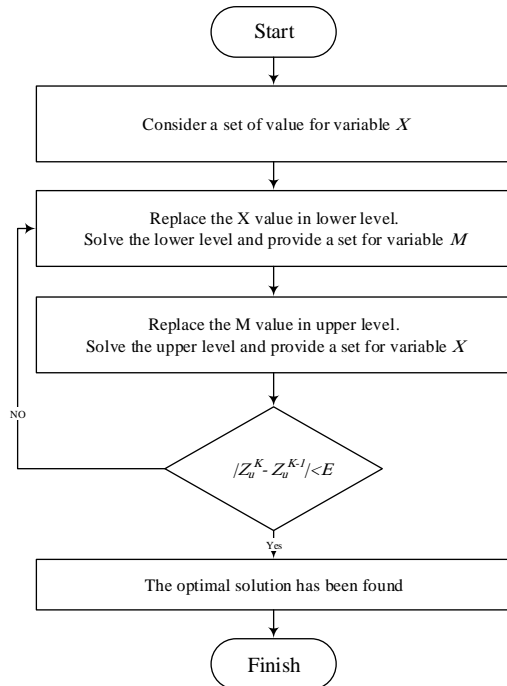 Start
Consider a set of value for variable X
Replace the X value in lower level.
Solve the lower level and provide a set for variable M
Replace the M value in upper level.
Solve the upper level and provide a set for variable X
NO
|Z_u^K - Z_u^{K-1}|<E
Yes
The optimal solution has been found
Finish